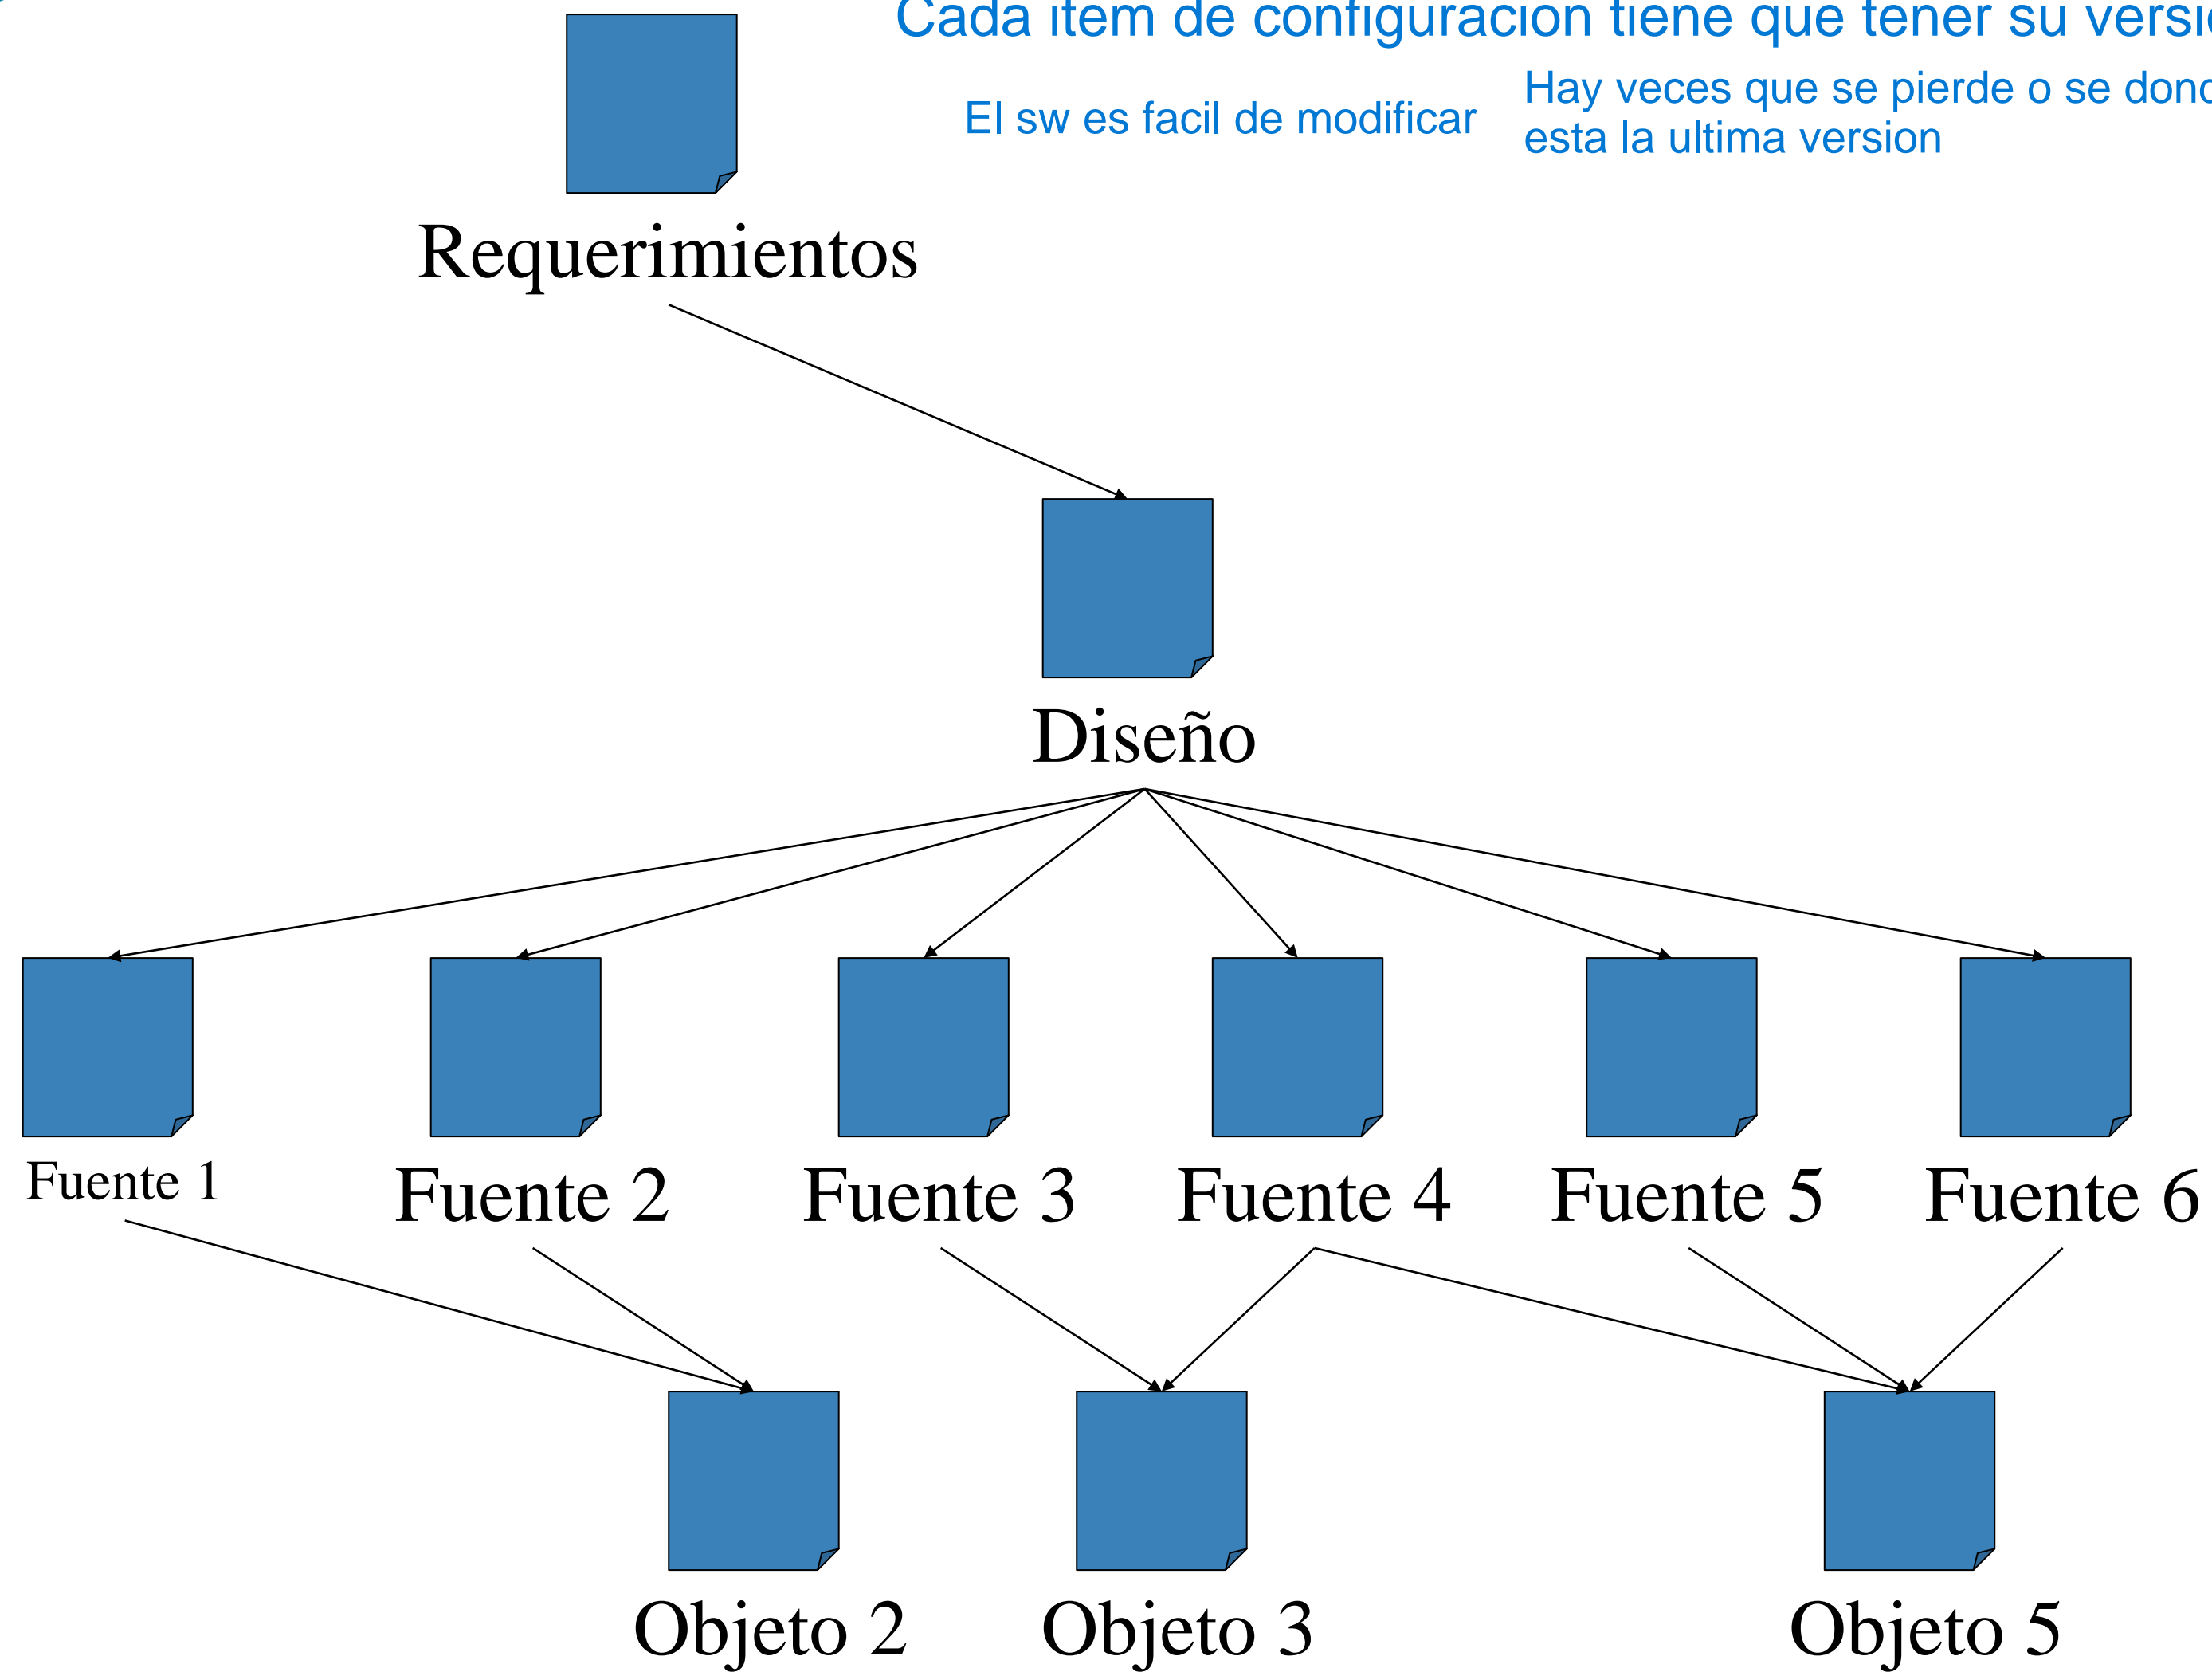 Cada item de configuracion tiene que tener su
El sw es facil de modificar
Hay veces que se pierde o se
esta la ultima version
Requerimientos
Diseño
Fuente 1
Fuente 2
Fuente 3
Fuente 4
Fuente 5
Fuente 6
Objeto 2
Objeto 3
Objeto 5